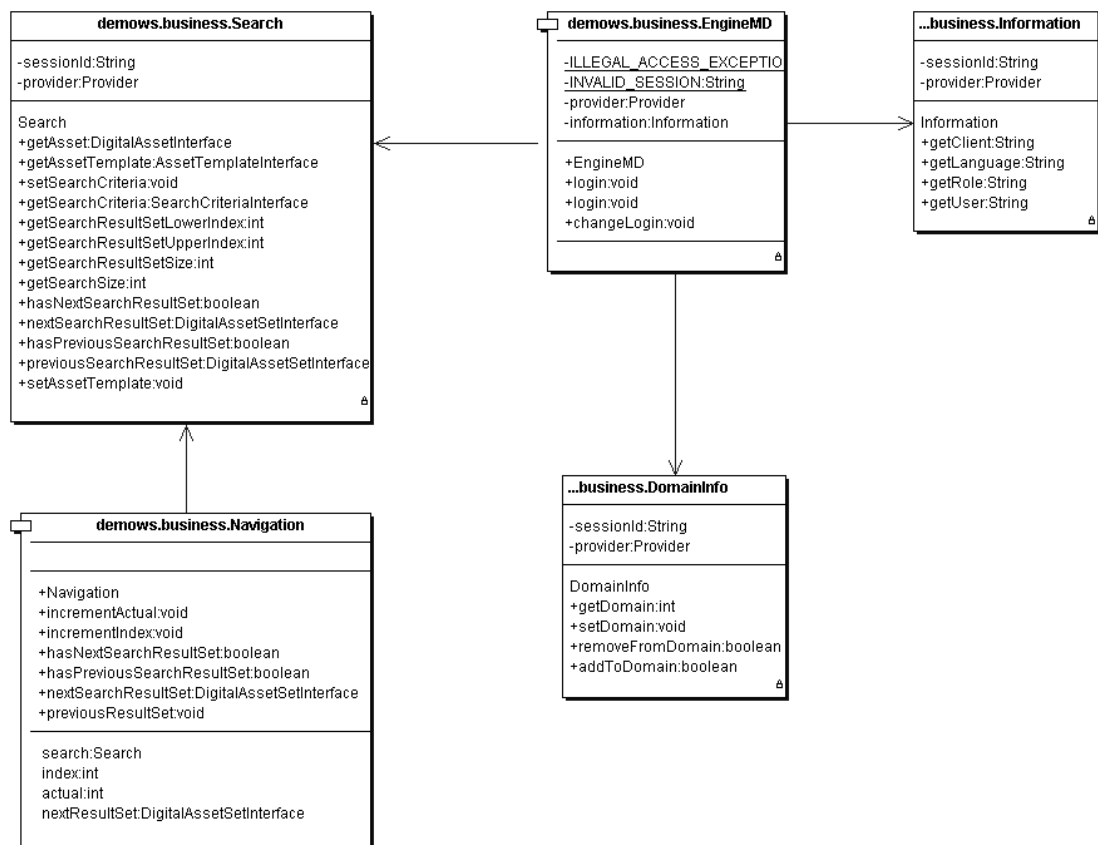 demows.business.Search
-sessionId:String
-provider:Provider
Search
+getAsset:DigitalAssetInterface
+getAssetTemplate:AssetTemplateInterface
+setSearchCriteria:void
+getSearchCriteria:SearchCriteriaInterface
+getSearchResultSetLowerIndex:int
+getSearchResultSetUpperIndex:int
+getSearchResultSetSize:int
+getSearchSize:int
+hasNextSearchResultSet:boolean
+nextSearchResultSet:DigitalAssetSetInterface
+hasPreviousSearchResultSet:boolean
+previousSearchResultSet:DigitalAssetSetInterface
+setAssetTemplate:void
demows.business.EngineMD
-ILLEGAL_ACCESS_EXCEPTIO
-INVALID_SESSION:String
-provider:Provider
-information:Information
+EngineMD
+login:void
+login:void
+changeLogin:void
...business.Information
-sessionId:String
-provider:Provider
Information
+getClient:String
+getLanguage:String
+getRole:String
+getUser:String
demows.business.Navigation
+Navigation
+incrementActual:void
+incrementIndex:void
+hasNextSearchResultSet:boolean
+hasPreviousSearchResultSet:boolean
+nextSearchResultSet:DigitalAssetSetInterface
+previousResultSet:void
search:Search
index:int
actual:int
nextResultSet:DigitalAssetSetInterface
...business.DomainInfo
-sessionId:String
-provider:Provider
DomainInfo
+getDomain:int
+setDomain:void
+removeFromDomain:boolean
+addToDomain:boolean